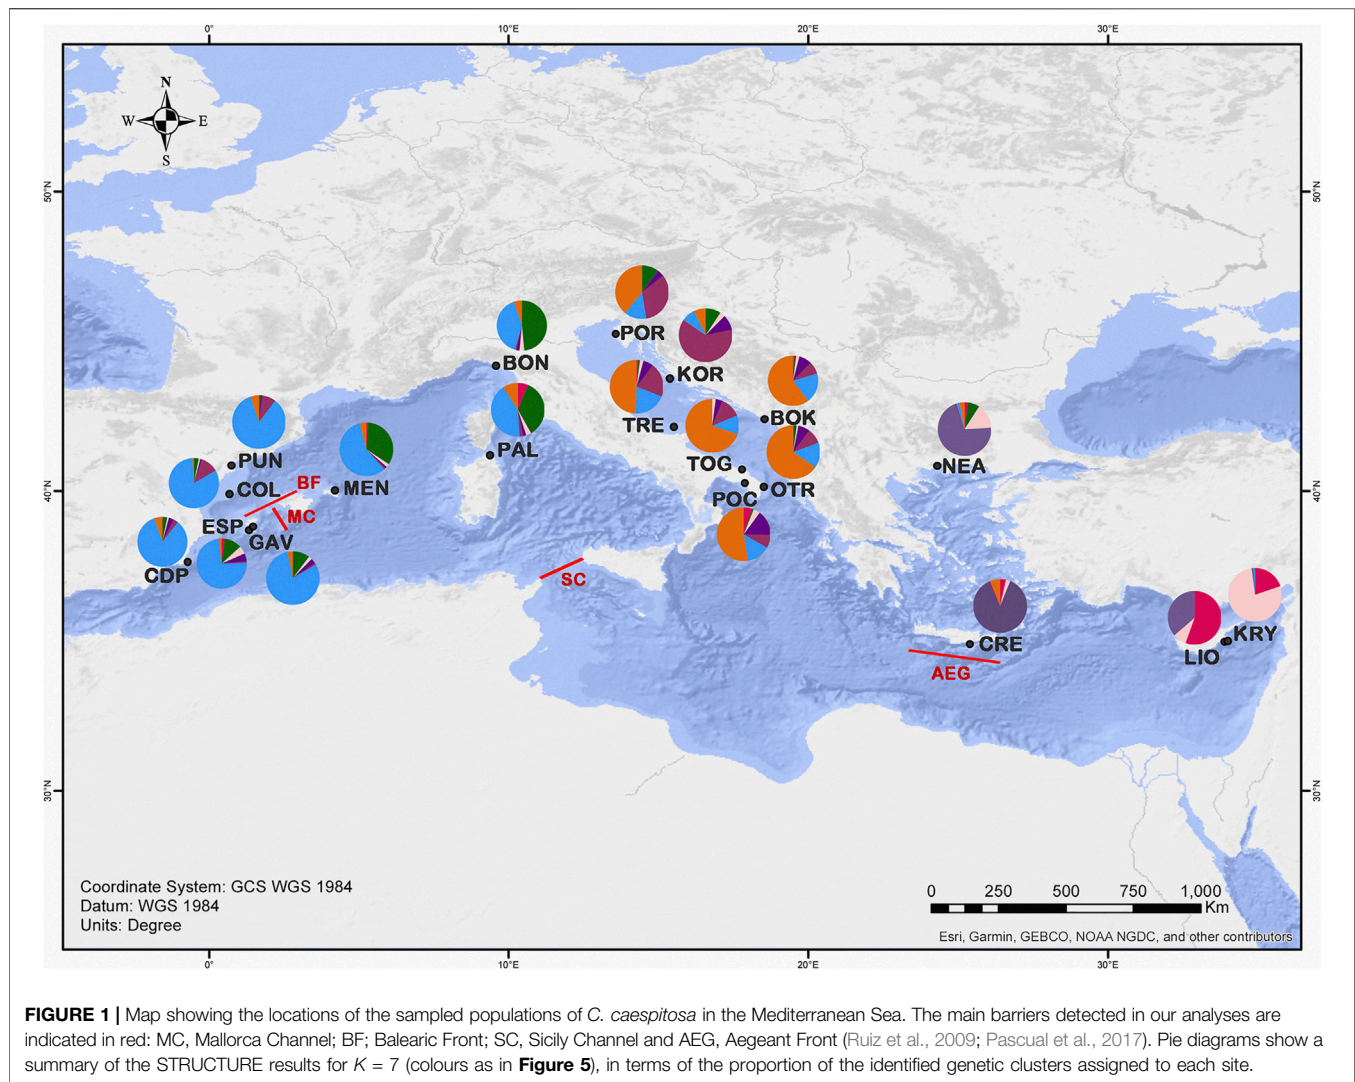 0° 10°E 20°E 30°E
N
W E
S
50°N 50°N
POR
BON
KOR
BOK
TRE
PAL
PUN
NEA
TOG
MEN
COL
BF
OTR
40°N 40°N
POC
MC
ESP
GAV
CDP
SC
KRY
CRE
LIO
AEG
30°N 30°N
Coordinate System: GCS WGS 1984
Datum: WGS 1984
Units: Degree
0 250 500 750 1,000
Km
Esri, Garmin, GEBCO, NOAA NGDC, and other contributors
0° 10°E 20°E 30°E
FIGURE 1 | Map showing the locations of the sampled populations of C. caespitosa in the Mediterranean Sea. The main barriers detected in our analyses are
indicated in red: MC, Mallorca Channel; BF; Balearic Front; SC, Sicily Channel and AEG, Aegeant Front (Ruiz et al., 2009; Pascual et al., 2017). Pie diagrams show a
summary of the STRUCTURE results for K = 7 (colours as in Figure 5), in terms of the proportion of the identified genetic clusters assigned to each site.